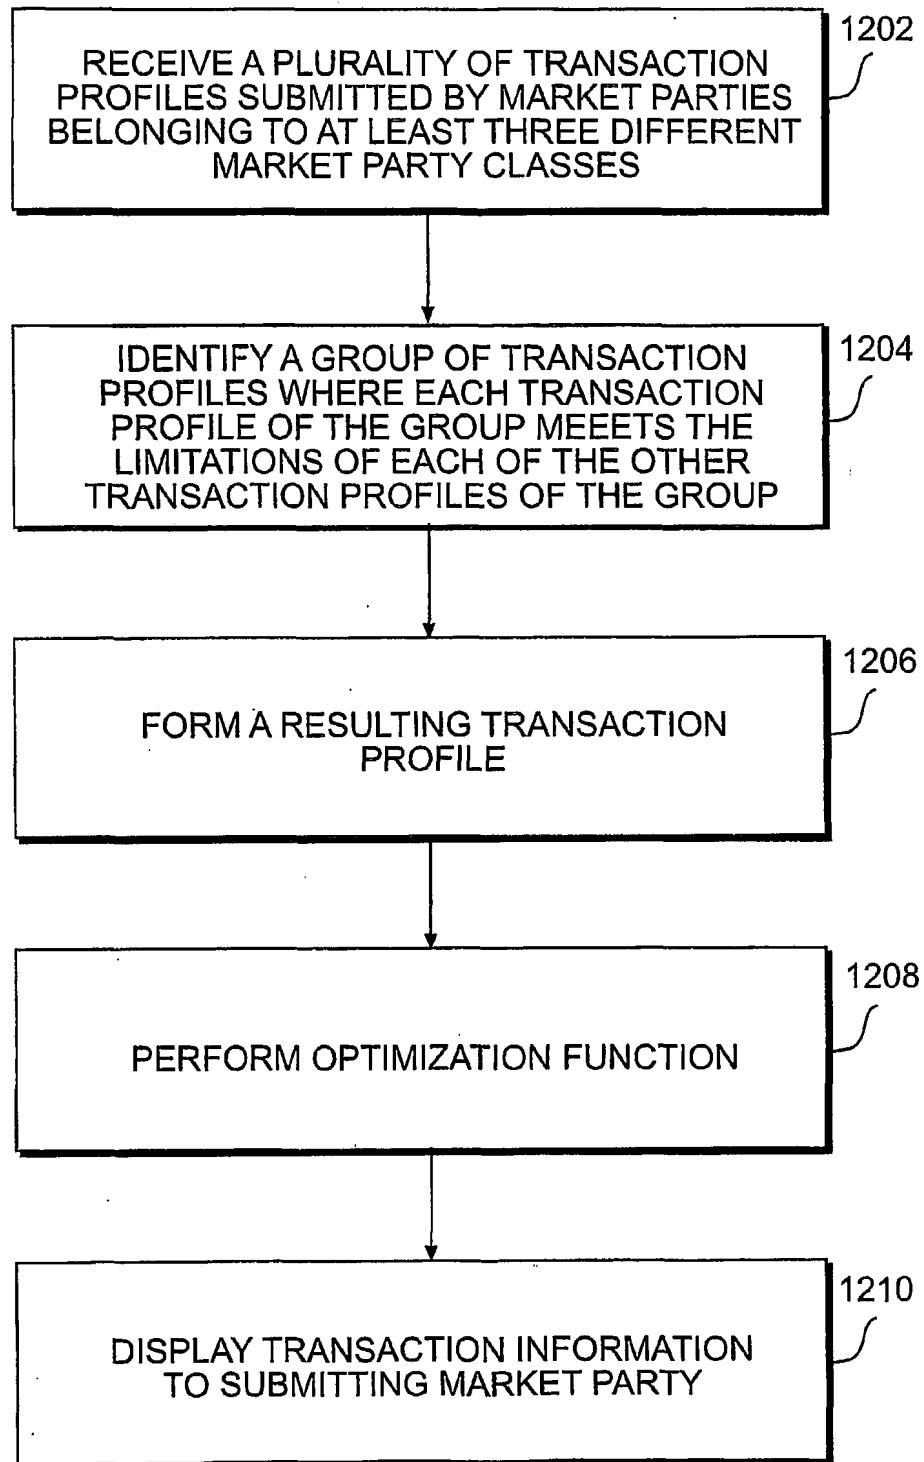 1202
RECEIVE A PLURALITY OF TRANSACTION
PROFILES SUBMITTED BY MARKET PARTIES
BELONGING TO AT LEAST THREE DIFFERENT
MARKET PARTY CLASSES
1204
IDENTIFY A GROUP OF TRANSACTION
PROFILES WHERE EACH TRANSACTION
PROFILE OF THE GROUP MEEETS THE
LIMITATIONS OF EACH OF THE OTHER
TRANSACTION PROFILES OF THE GROUP
1206
FORM A RESULTING TRANSACTION
PROFILE
1208
PERFORM OPTIMIZATION FUNCTION
1210
DISPLAY TRANSACTION INFORMATION
TO SUBMITTING MARKET PARTY